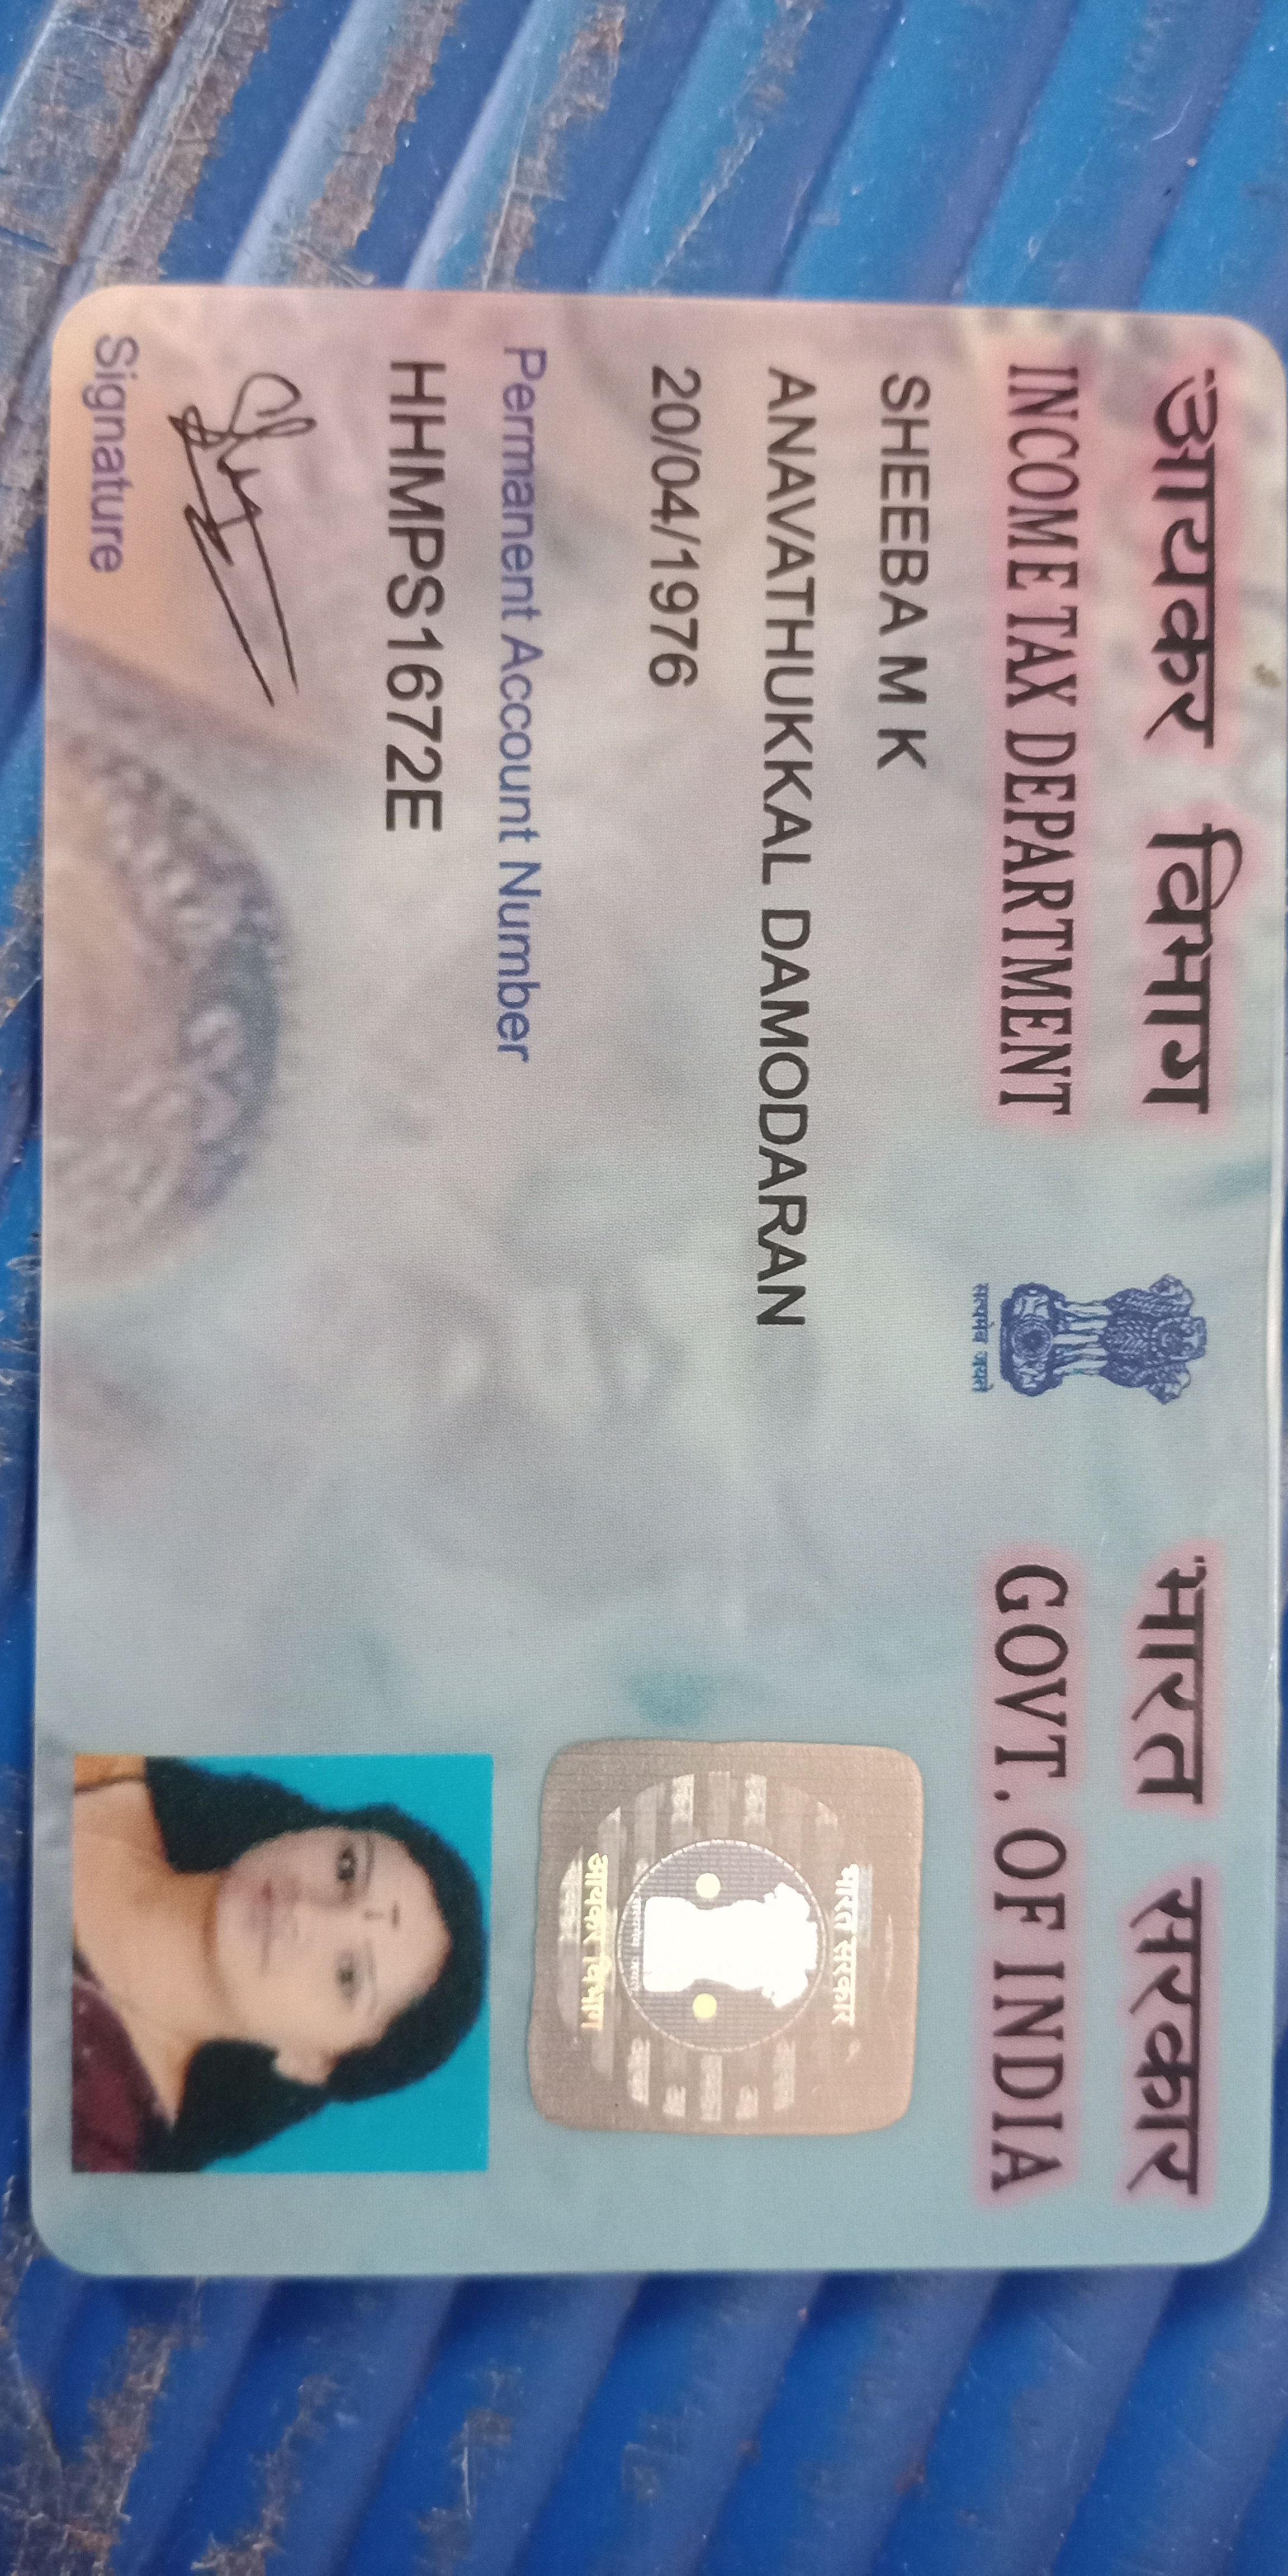 आयकर विभाग
INCOME TAX DEPARTMENT
सत्यमेव जयते
भारत सरकार
GOVT. OF INDIA
SHEEBA M K
ANAVATHUKKAL DAMODARAN
20/04/1976
Permanent Account Number
HHMPS1672E
Signature
भारत सरकार
आयकर विभाग